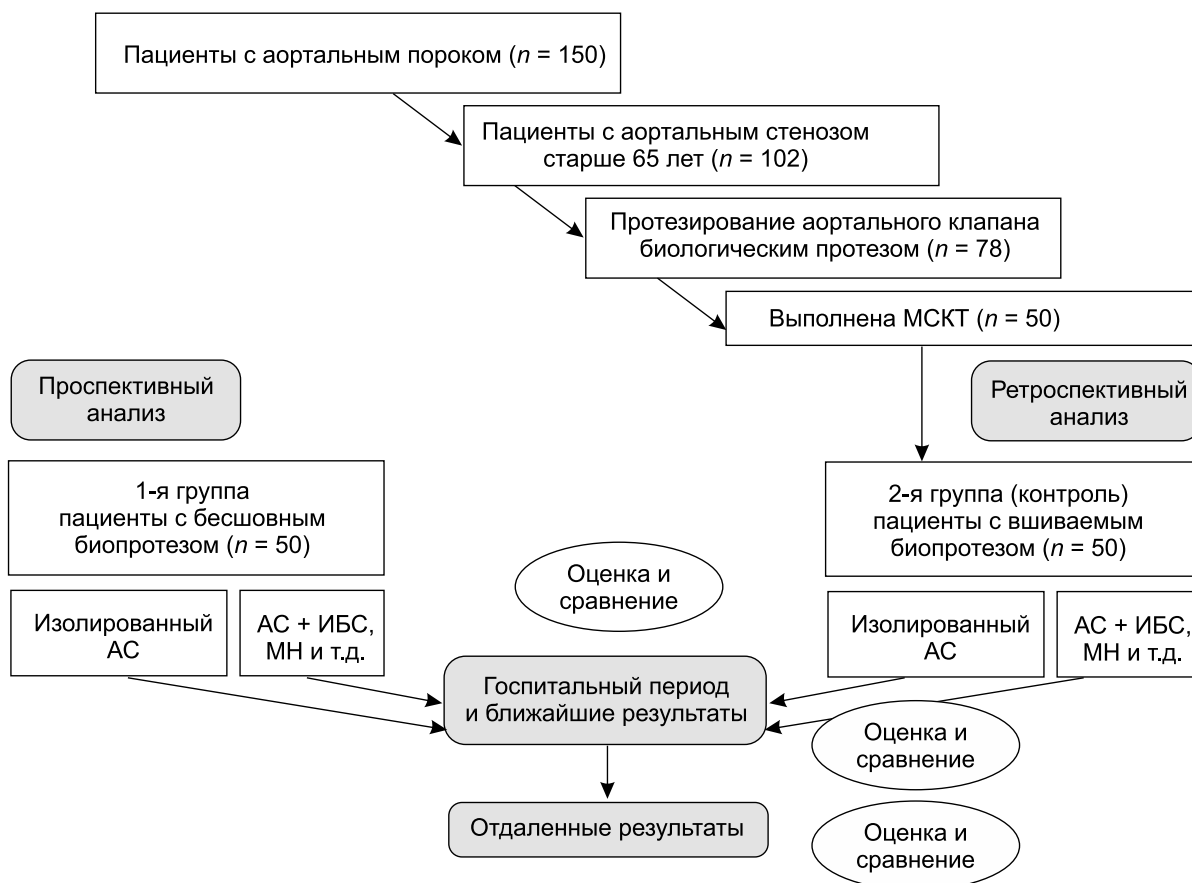 Пациенты с аортальным пороком (n = 150)
Пациенты с аортальным стенозом
старше 65 лет (n = 102)
Протезирование аортального клапана
биологическим протезом (n = 78)
Выполнена МСКТ (n = 50)
Проспективный
анализ
Ретроспективный
анализ
1-я группа
пациенты с бесшовным
биопротезом (n = 50)
2-я группа (контроль)
пациенты с вшиваемым
биопротезом (n = 50)
Оценка и
сравнение
Изолированный
АС
АС + ИБС,
МН и т.д.
Изолированный
АС
АС + ИБС,
МН и т.д.
Госпитальный период
и ближайшие результаты
Оценка и
сравнение
Отдаленные результаты
Оценка и
сравнение